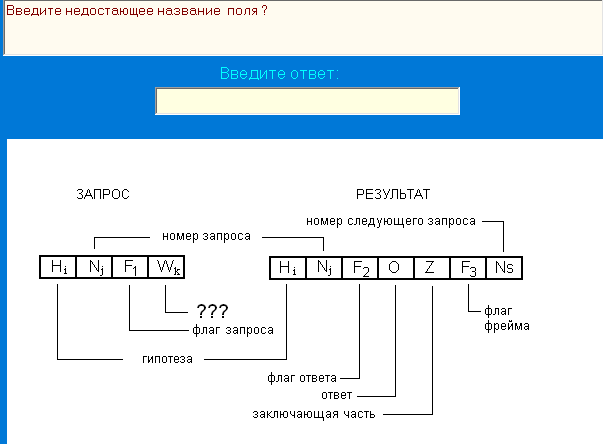 Введите недостающее название поля ?
Введите ответ:
ЗАПРОС РЕЗУЛЬТАТ
номер следующего запроса
номер запроса
Hi Nj F1 Wk Hi Nj F2 O Z F3 Ns
???
флаг запроса
флаг
фрейма
гипотеза
флаг ответа
ответ
заключающая часть